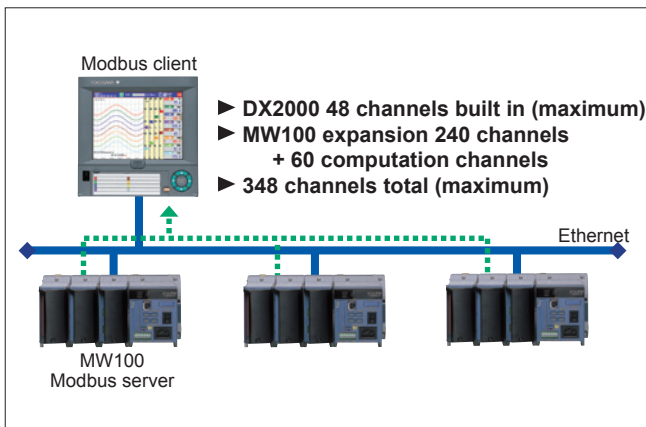 Modbus client
► DX2000 48 channels built in (maximum)
► MW100 expansion 240 channels
+ 60 computation channels
► 348 channels total (maximum)
Ethernet
MW100
Modbus server